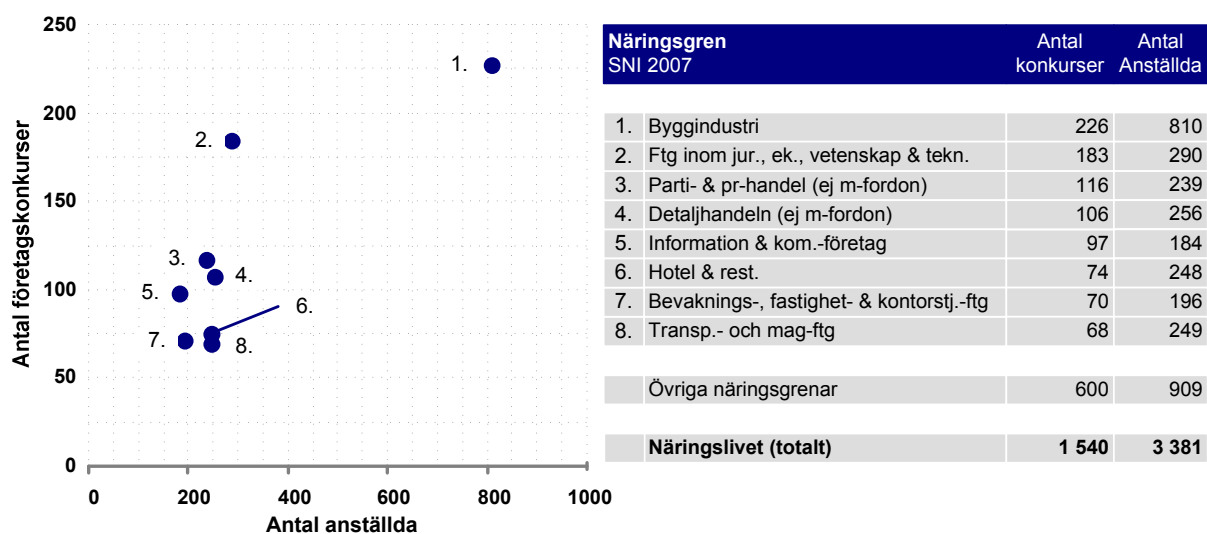 250
200
150
100
50
0
Antal företagskonkurser
1.
2.
3.
4.
5.
6.
7.
8.
0 200 400 600 800 1000
Antal anställda
Näringsgren Antal Antal
SNI 2007 konkurser Anställda
1. Byggindustri 226 810
2. Ftg inom jur., ek., vetenskap & tekn. 183 290
3. Parti- & pr-handel (ej m-fordon) 116 239
4. Detaljhandeln (ej m-fordon) 106 256
5. Information & kom.-företag 97 184
6. Hotel & rest. 74 248
7. Bevaknings-, fastighet- & kontorstj.-ftg 70 196
8. Transp.- och mag-ftg 68 249
Övriga näringsgrenar 600 909
Näringslivet (totalt) 1 540 3 381